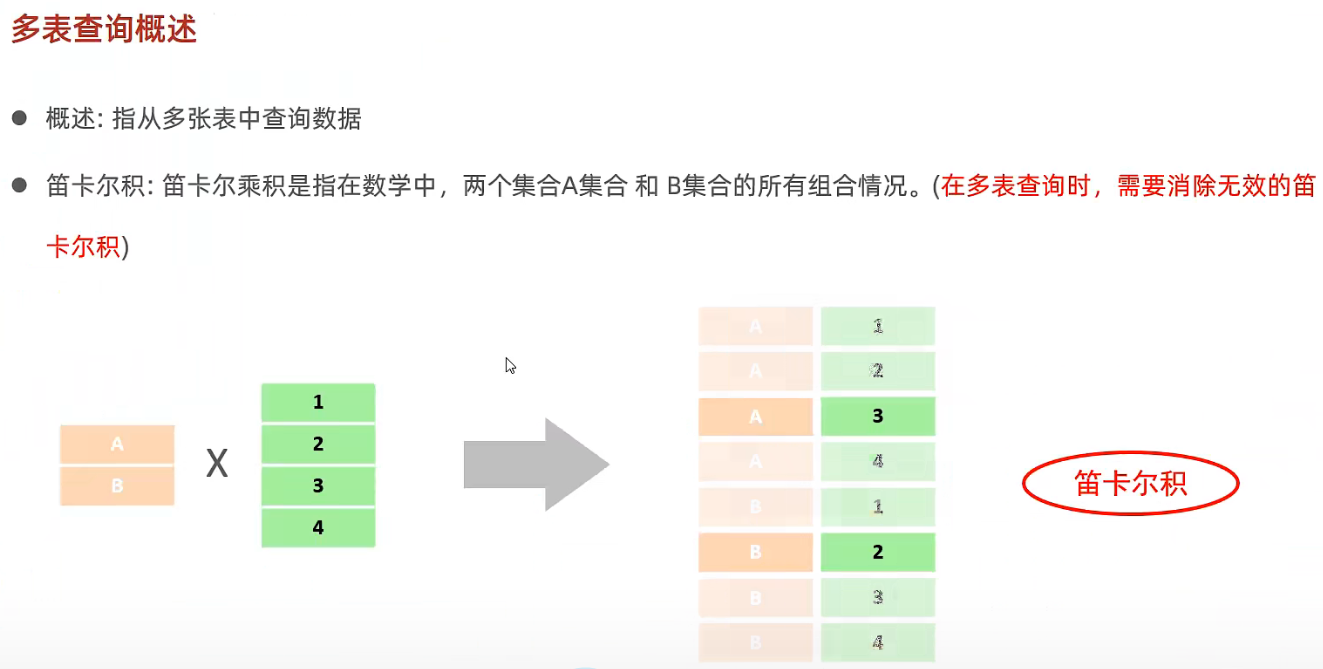 多表查询概述
概述: 指从多张表中查询数据
笛卡尔积: 笛卡尔乘积是指在数学中，两个集合A集合 和 B集合的所有组合情况。(在多表查询时，需要消除无效的笛
卡尔积)
A
B
X
1
2
3
4
A 1
A 2
A 3
A 4
B 1
B 2
B 3
B 4
笛卡尔积